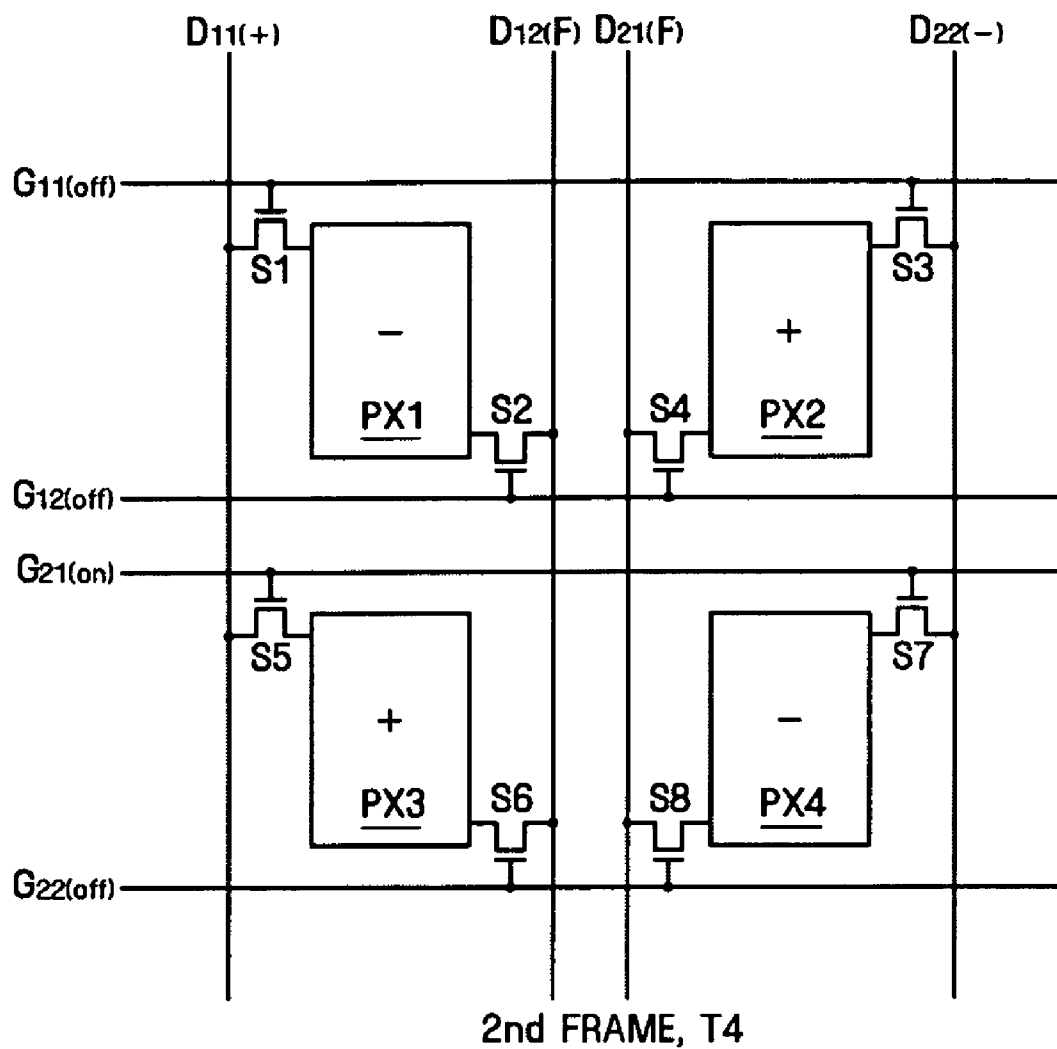 D11(+) D12(F) D21(F) D22(-)
G11(off)
S1 S3
- +
S2 S4
PX1 PX2
G12(off)
G21(on)
S5 S7
+ -
S6 S8
PX3 PX4
G22(off)
2nd FRAME, T4